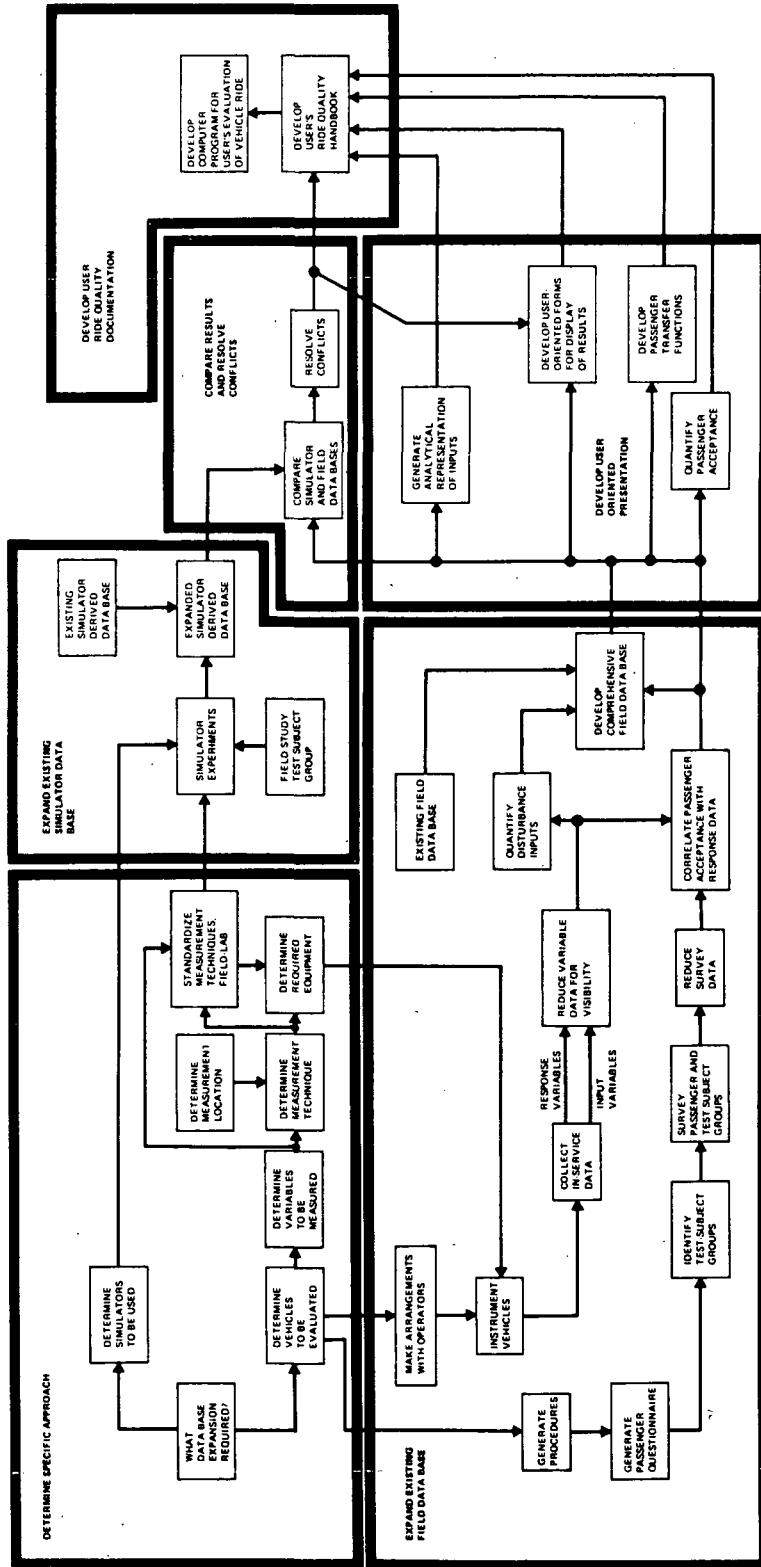 DETERMINE SPECIFIC APPROACH
WHAT
DATA BASE
EXPANSION
REQUIRED?
DETERMINE
SIMULATORS
TO BE USED
DETERMINE
VEHICLES
TO BE
EVALUATED
DETERMINE
VARIABLES
TO BE
MEASURED
DETERMINE
MEASUREMENT
LOCATION
DETERMINE
MEASUREMENT
TECHNIQUE
STANDARDIZE
MEASUREMENT
TECHNIQUES,
FIELD-LAB
DETERMINE
REQUIRED
EQUIPMENT
EXPAND EXISTING
SIMULATOR DATA
BASE
SIMULATOR
EXPERIMENTS
FIELD STUDY
TEST SUBJECT
GROUP
EXISTING
SIMULATOR
DERIVED
DATA BASE
EXPANDED
SIMULATOR
DERIVED
DATA BASE
COMPARE RESULTS
AND RESOLVE
CONFLICTS
COMPARE
SIMULATOR
AND FIELD
DATA BASES
RESOLVE
CONFLICTS
DEVELOP USER
RIDE QUALITY
DOCUMENTATION
DEVELOP
COMPUTER
PROGRAM FOR
USER'S EVALUATION
OF VEHICLE RIDE
DEVELOP
USER'S
RIDE QUALITY
HANDBOOK
EXPAND EXISTING
FIELD DATA BASE
MAKE ARRANGEMENTS
WITH OPERATORS
INSTRUMENT
VEHICLES
GENERATE
PROCEDURES
GENERATE
PASSENGER
QUESTIONNAIRE
COLLECT
IN-SERVICE
DATA
RESPONSE
VARIABLES
INPUT
VARIABLES
REDUCE VARIABLE
DATA FOR
VISIBILITY
IDENTIFY
TEST-SUBJECT
GROUPS
SURVEY
PASSENGER AND
TEST SUBJECT
GROUPS
REDUCE
SURVEY
DATA
EXISTING FIELD
DATA BASE
QUANTIFY
DISTURBANCE
INPUTS
CORRELATE PASSENGER
ACCEPTANCE WITH
RESPONSE DATA
DEVELOP
COMPREHENSIVE
FIELD DATA BASE
GENERATE
ANALYTICAL
REPRESENTATION
OF INPUTS
DEVELOP USER-
ORIENTED FORMS
FOR DISPLAY
OF RESULTS
DEVELOP USER
ORIENTED
PRESENTATION
DEVELOP
PASSENGER
TRANSFER
FUNCTIONS
QUANTIFY
PASSENGER
ACCEPTANCE